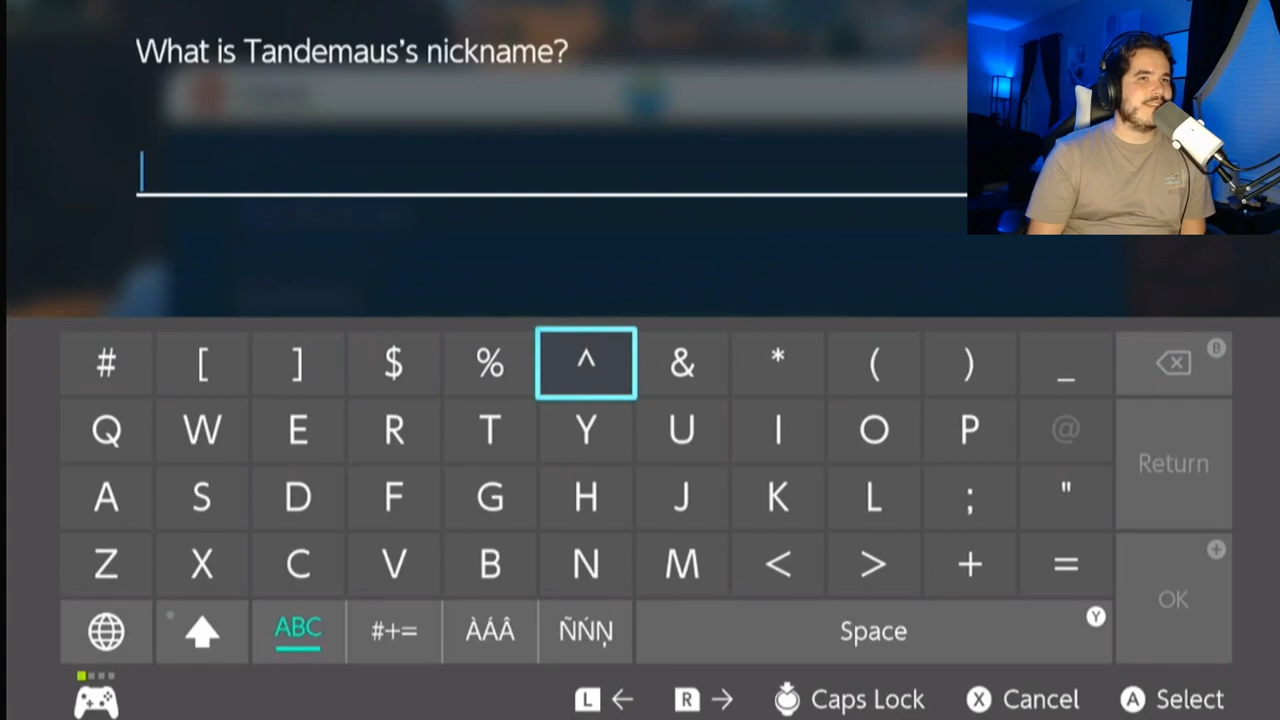 What is Tandemaus's nickname?
# [ ] $ % ^ & * ( ) _ B
Q W E R T Y U I O P @ Return
A S D F G H J K L ; "
Z X C V B N M < > + = + OK
ABC #+= ÀÁÂ ÑŃŅ Space Y
L ← R → Caps Lock X Cancel A Select